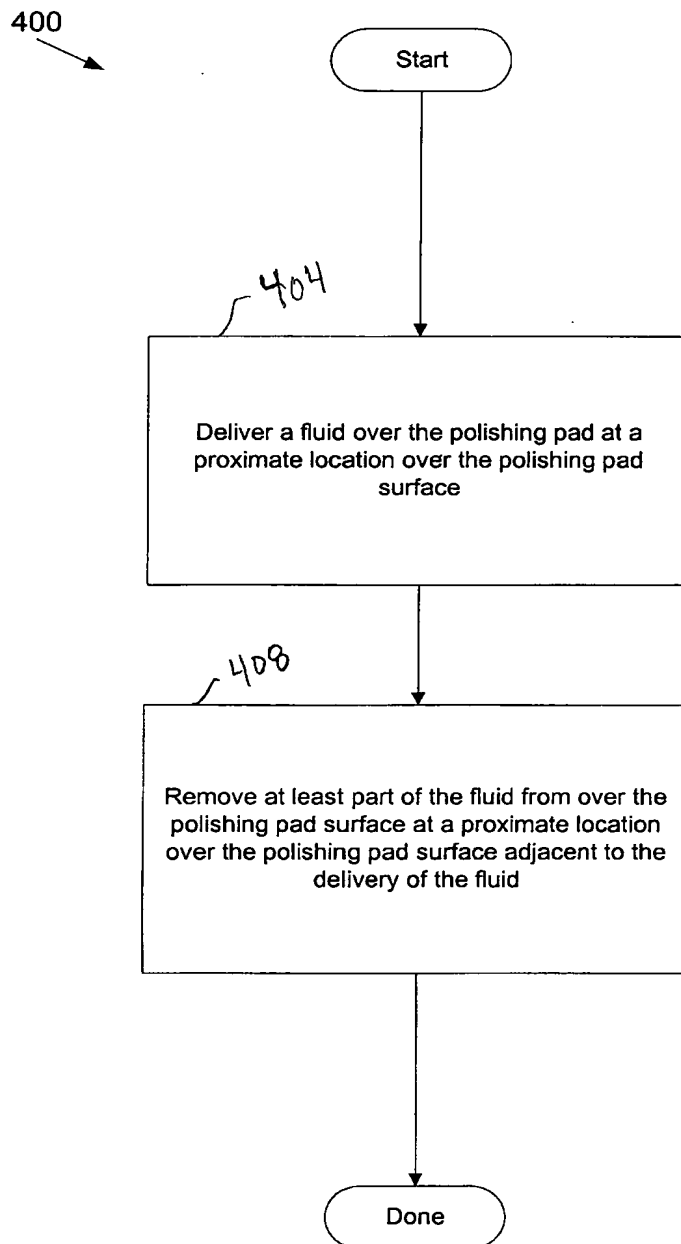 400
Start
404
Deliver a fluid over the polishing pad at a
proximate location over the polishing pad
surface
408
Remove at least part of the fluid from over the
polishing pad surface at a proximate location
over the polishing pad surface adjacent to the
delivery of the fluid
Done